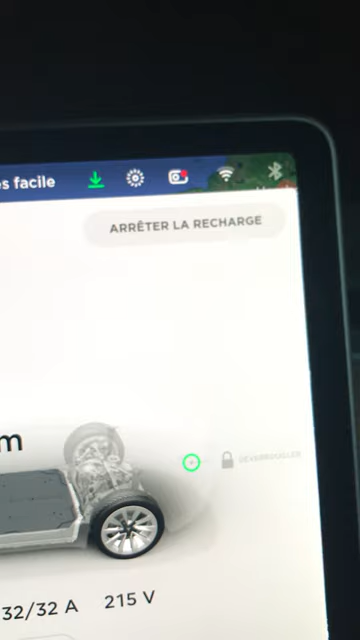 s facile
ARRÊTER LA RECHARGE
m
DÉVERROUILLER
32/32 A 215 V